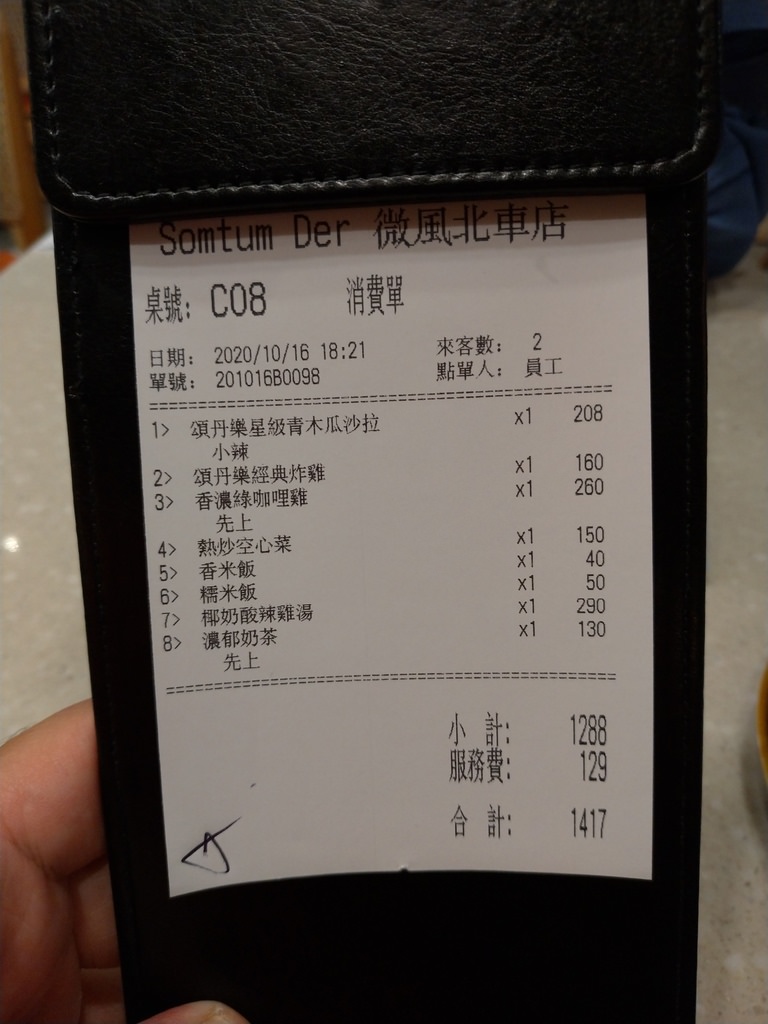 Somtum Der 微風北車店
桌號: C08 消費單
日期: 2020/10/16 18:21 來客數: 2
單號: 201016B0098 點單人: 員工
1> 頌丹樂星級青木瓜沙拉 x1 208
小辣
2> 頌丹樂經典炸雞 x1 160
3> 香濃綠咖哩雞 x1 260
先上
4> 熱炒空心菜 x1 150
5> 香米飯 x1 40
6> 糯米飯 x1 50
7> 椰奶酸辣雞湯 x1 290
8> 濃郁奶茶 x1 130
先上
小 計: 1288
服務費: 129
合 計: 1417